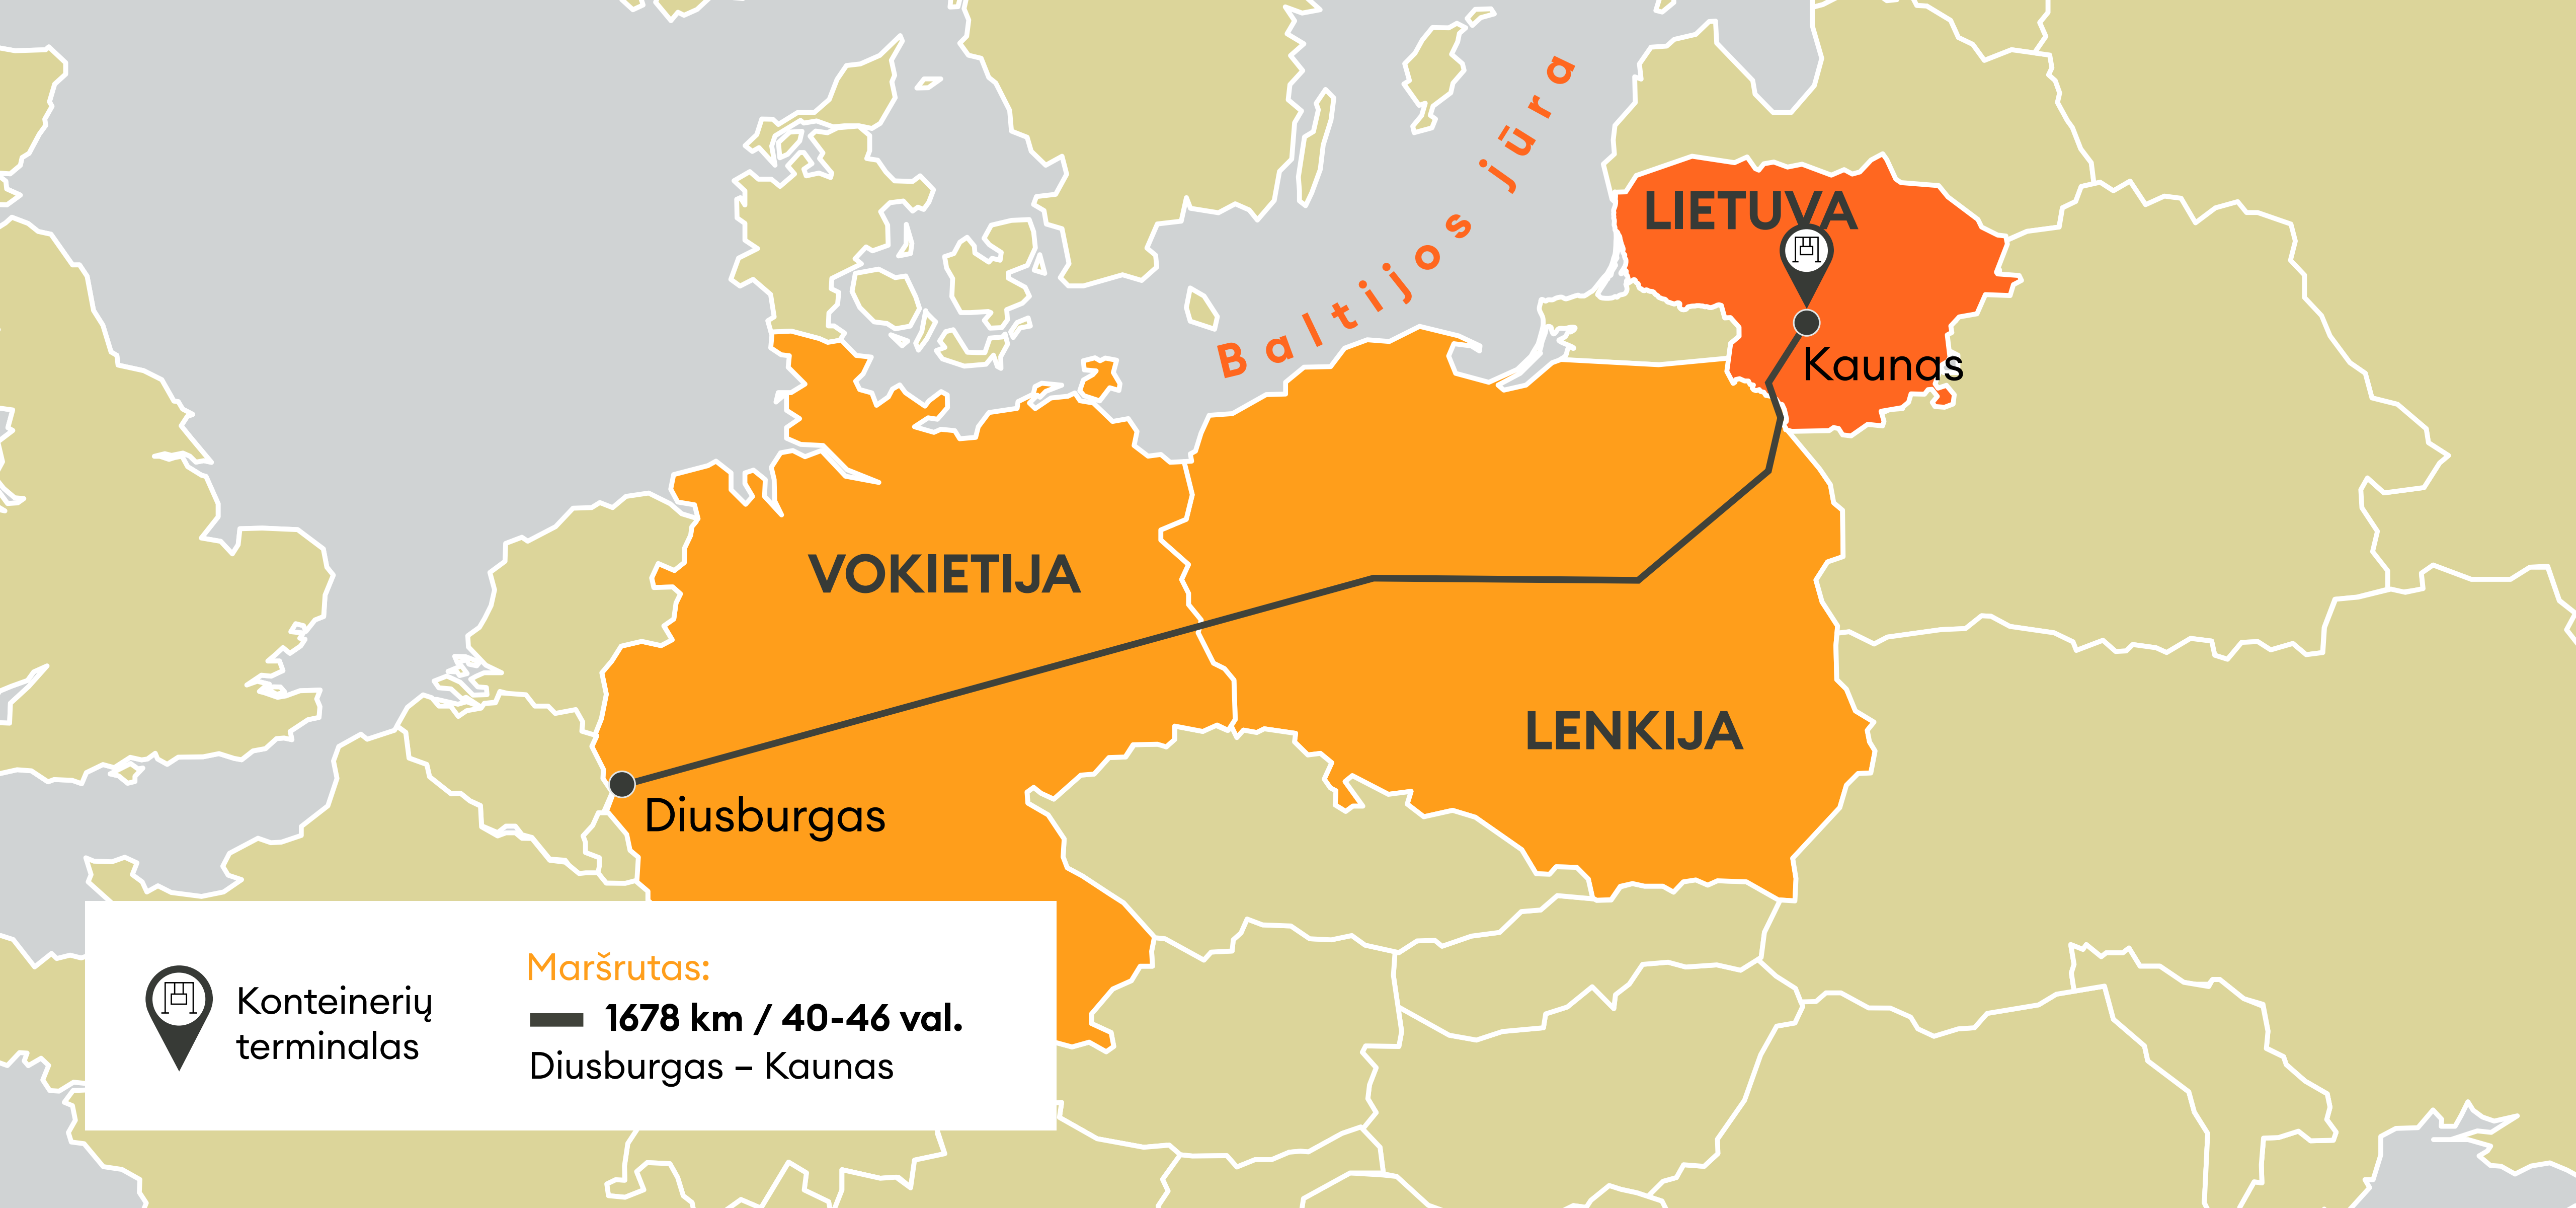 Baltijos jūra
LIETUVA
Kaunas
VOKIETIJA
LENKIJA
Diusburgas
Konteinerių
terminalas
Maršrutas:
1678 km / 40-46 val.
Diusburgas – Kaunas